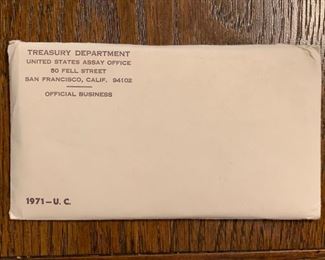 TREASURY DEPARTMENT
UNITED STATES ASSAY OFFICE
50 FELL STREET
SAN FRANCISCO, CALIF. 94102
OFFICIAL BUSINESS
1971—U. C.